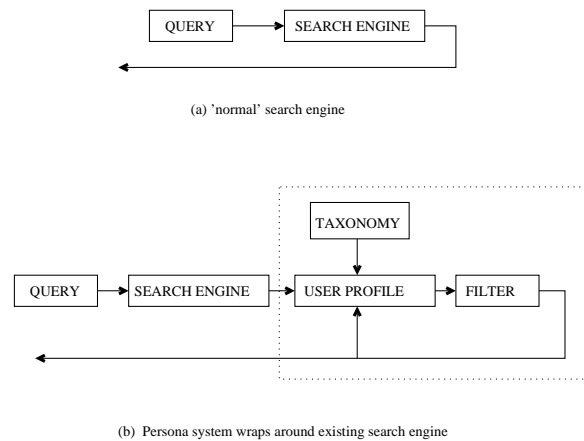 QUERY
SEARCH ENGINE
(a) 'normal' search engine
TAXONOMY
QUERY
SEARCH ENGINE
USER PROFILE
FILTER
(b) Persona system wraps around existing search engine